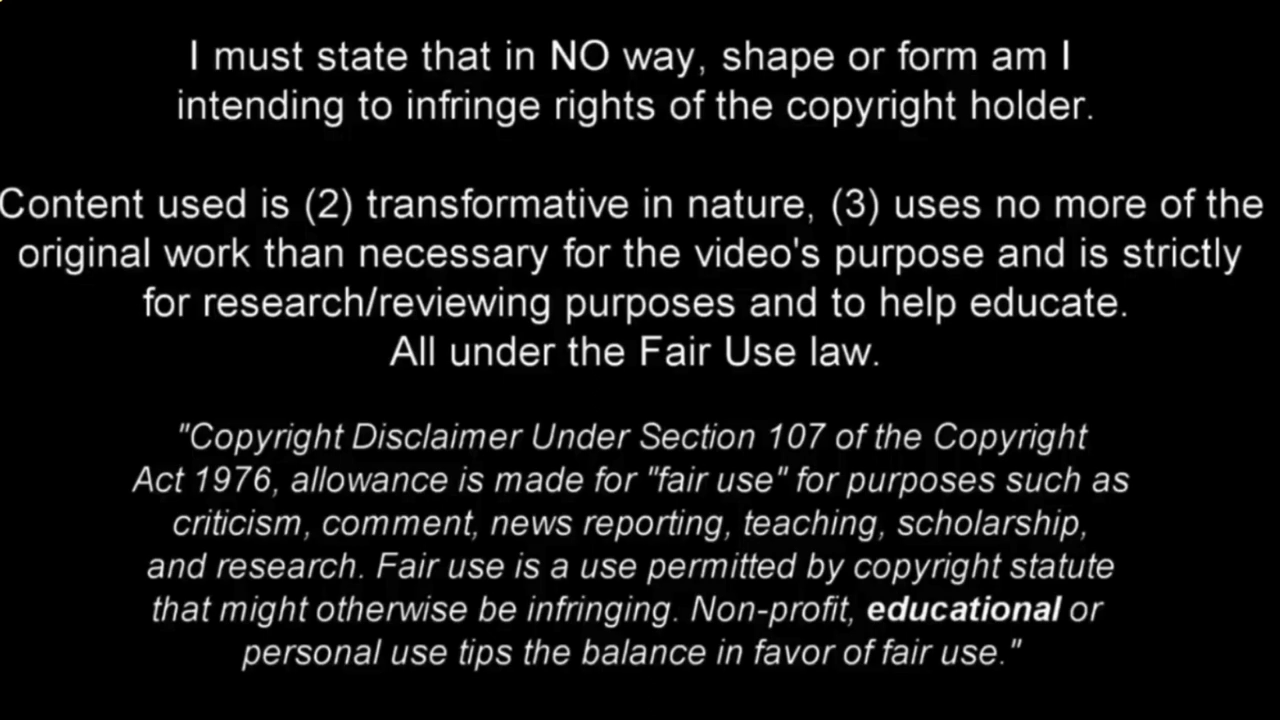 I must state that in NO way, shape or form am I
intending to infringe rights of the copyright holder.
Content used is (2) transformative in nature, (3) uses no more of the
original work than necessary for the video's purpose and is strictly
for research/reviewing purposes and to help educate.
All under the Fair Use law.
"Copyright Disclaimer Under Section 107 of the Copyright
Act 1976, allowance is made for "fair use" for purposes such as
criticism, comment, news reporting, teaching, scholarship,
and research. Fair use is a use permitted by copyright statute
that might otherwise be infringing. Non-profit, educational or
personal use tips the balance in favor of fair use."